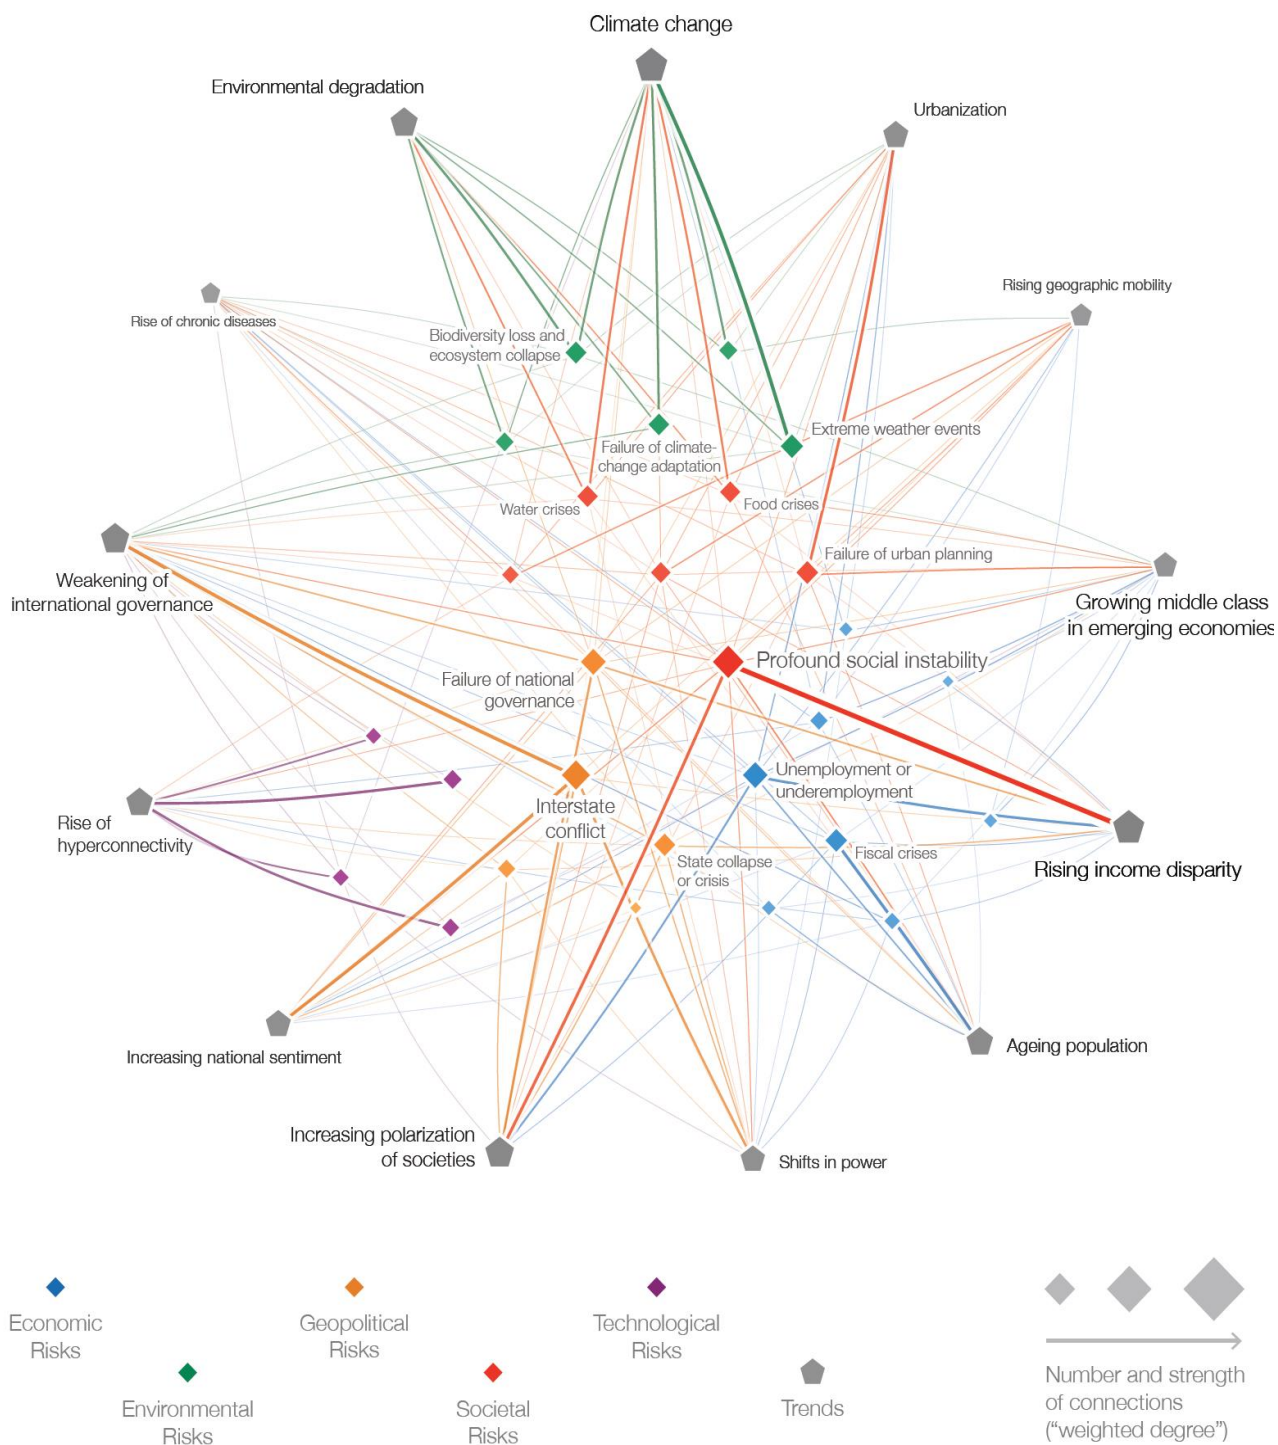 Climate change
Environmental degradation
Urbanization
Rising geographic mobility
Rise of chronic diseases
Biodiversity loss and
ecosystem collapse
Extreme weather events
Failure of climate-
change adaptation
Water crises
Food crises
Failure of urban planning
Weakening of
international governance
Growing middle class
in emerging economies
Profound social instability
Failure of national
governance
Unemployment or
underemployment
Interstate
conflict
Rise of
hyperconnectivity
State collapse
or crisis
Fiscal crises
Rising income disparity
Increasing national sentiment
Ageing population
Increasing polarization
of societies
Shifts in power
Economic
Risks
Geopolitical
Risks
Technological
Risks
Environmental
Risks
Societal
Risks
Trends
Number and strength
of connections
(“weighted degree”)